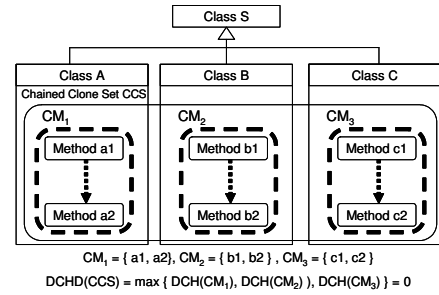 Class S
Class A
Class B
Class C
Chained Clone Set CCS
CM1
CM2
CM3
Method a1
Method b1
Method c1
Method a2
Method b2
Method c2
CM1 = { a1, a2}, CM2 = { b1, b2 } , CM3 = { c1, c2 }
DCHD(CCS) = max { DCH(CM1), DCH(CM2) ), DCH(CM3) } = 0